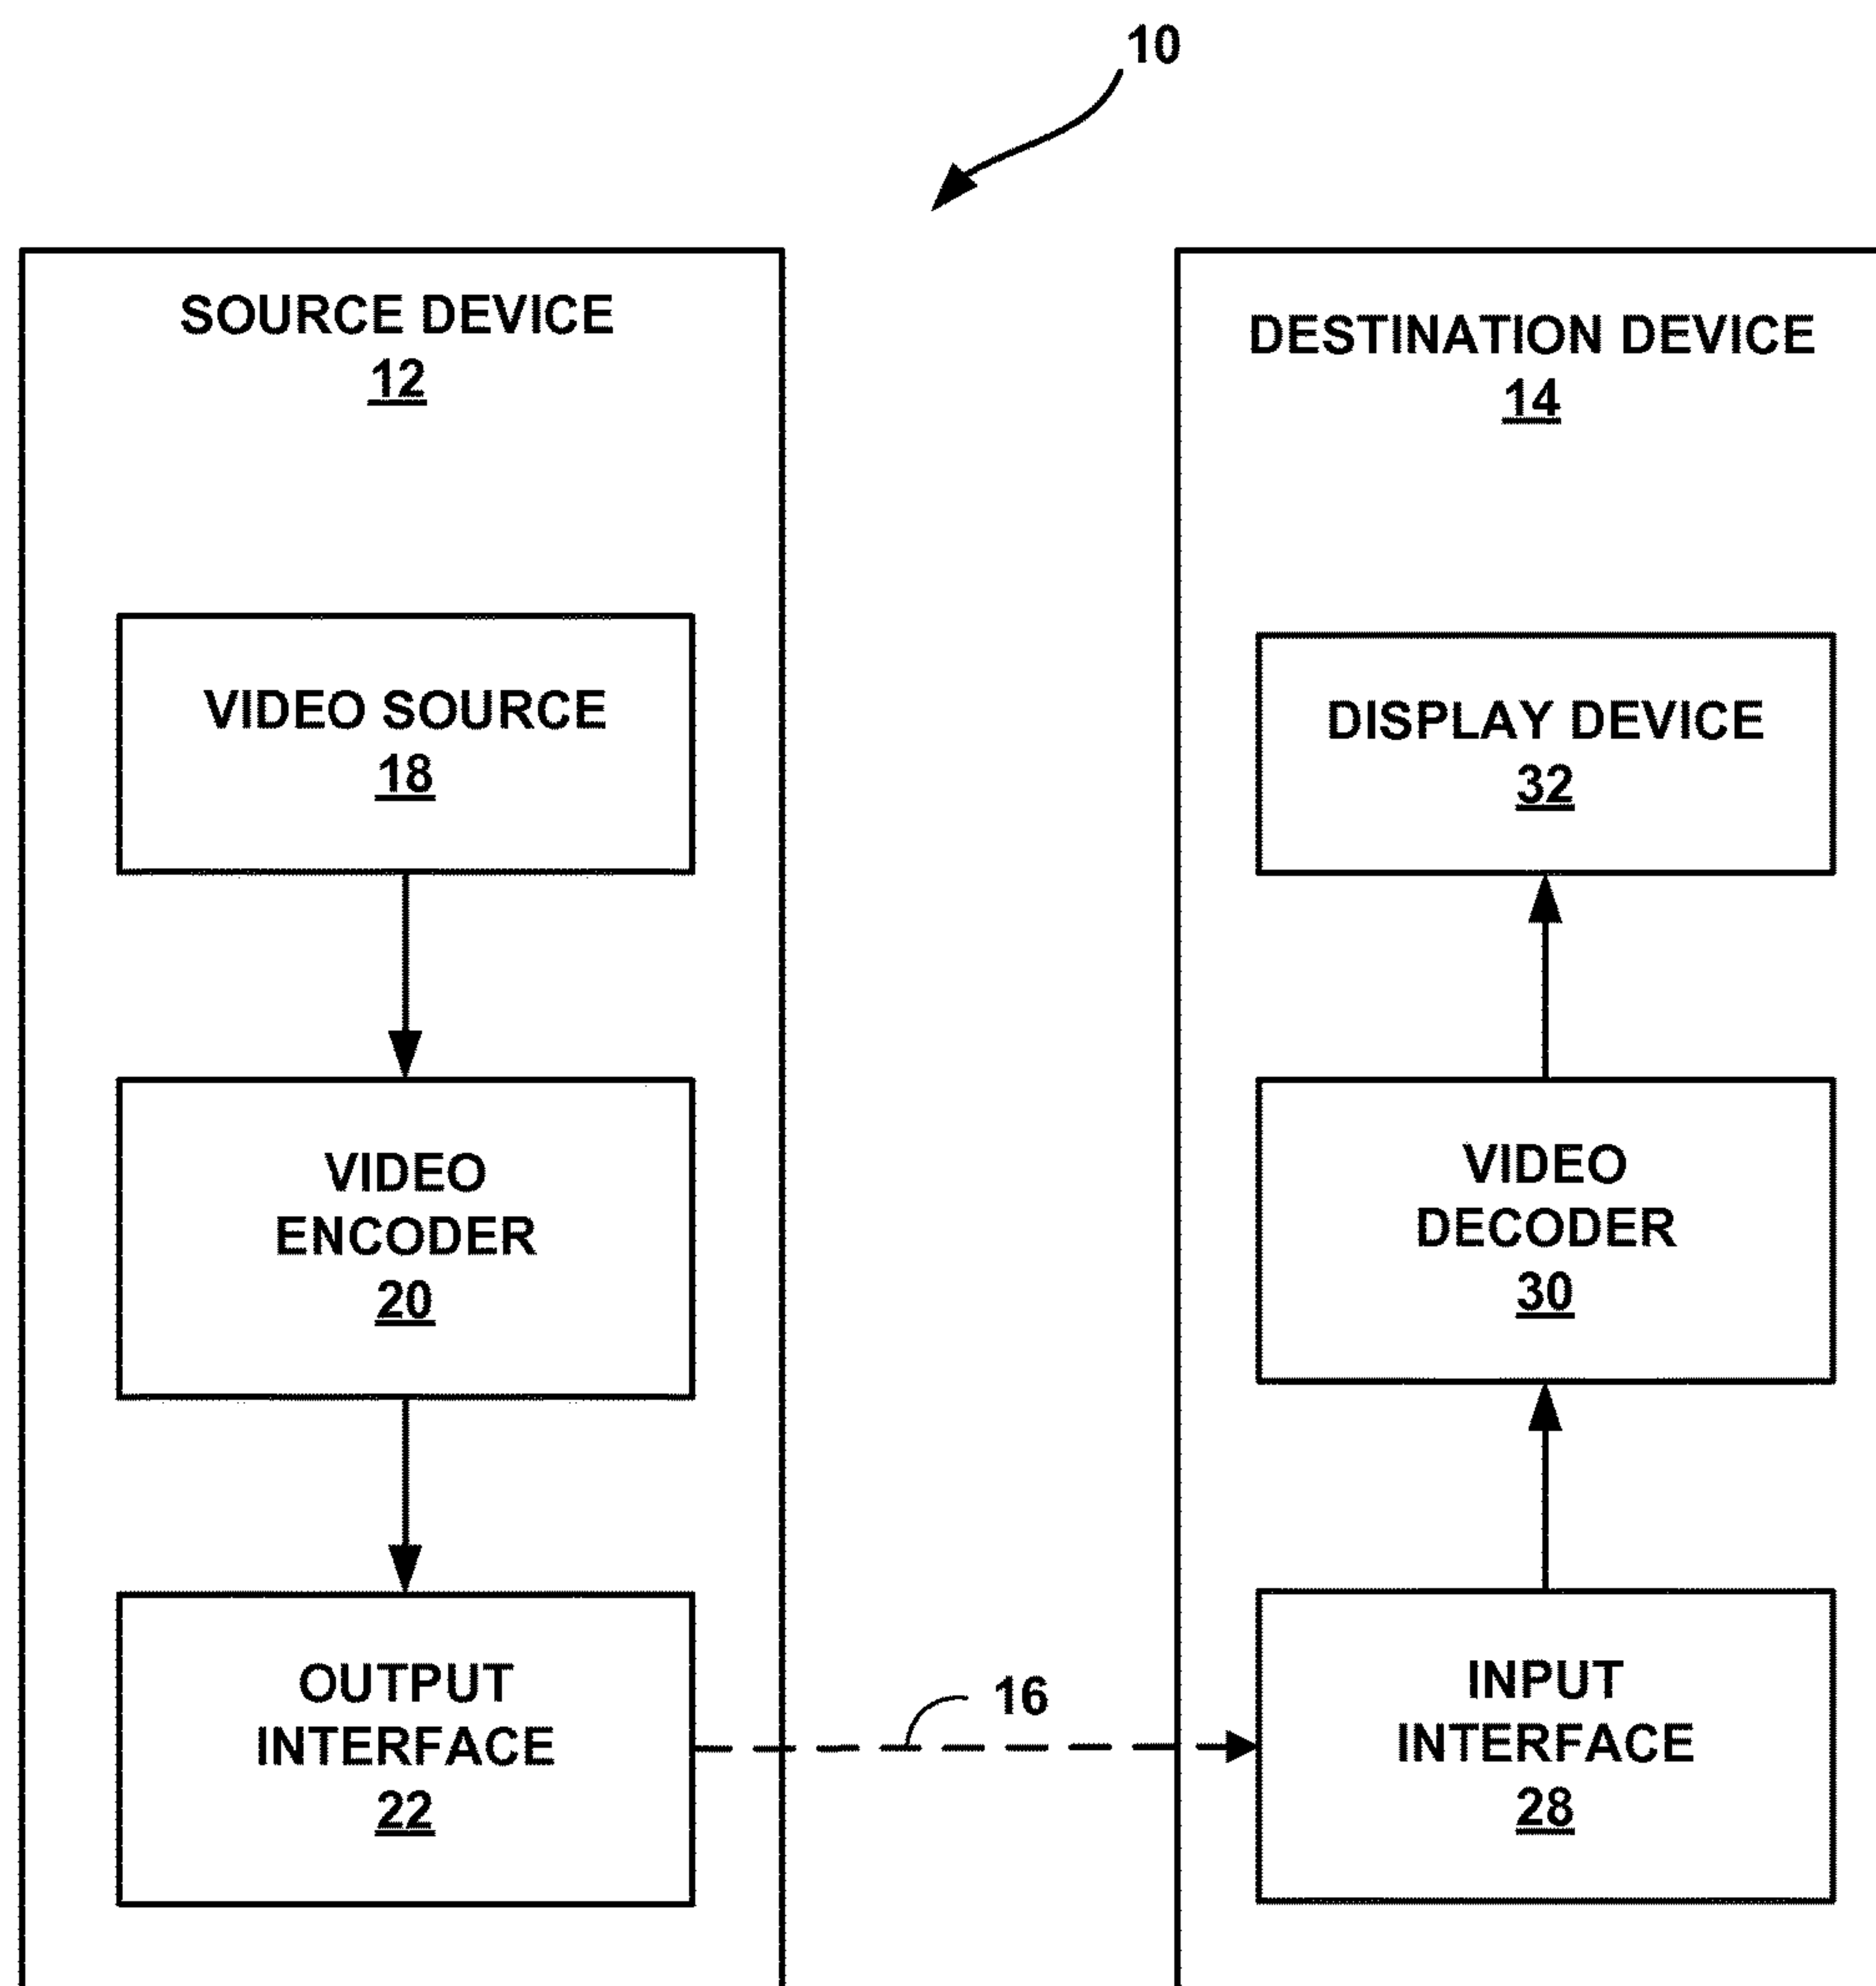 10
SOURCE DEVICE
12
VIDEO SOURCE
18
VIDEO
ENCODER
20
OUTPUT
INTERFACE
22
16
DESTINATION DEVICE
14
DISPLAY DEVICE
32
VIDEO
DECODER
30
INPUT
INTERFACE
28